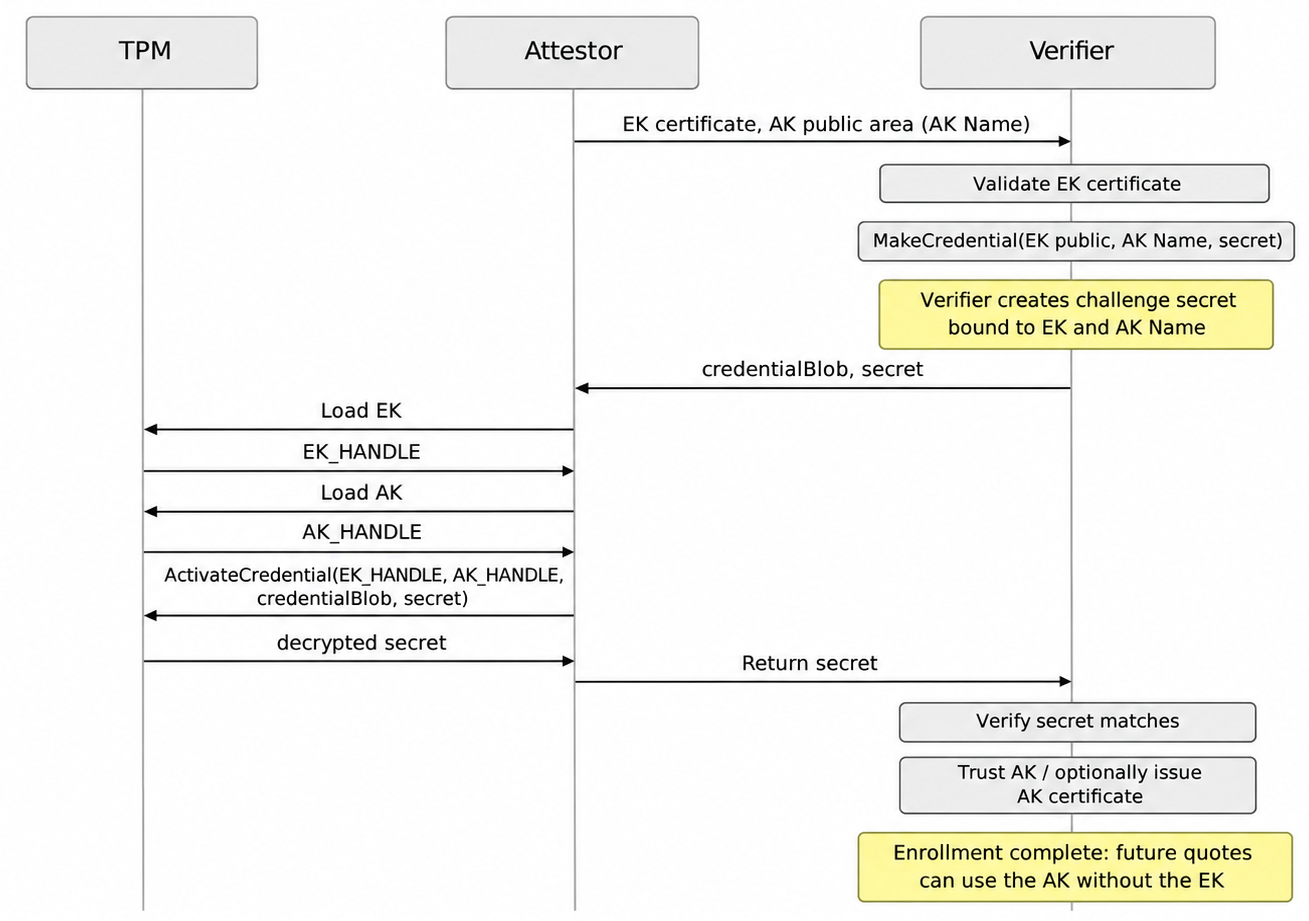 TPM
Attestor
Verifier
EK certificate, AK public area (AK Name)
Validate EK certificate
MakeCredential(EK public, AK Name, secret)
Verifier creates challenge secret
bound to EK and AK Name
credentialBlob, secret
Load EK
EK_HANDLE
Load AK
AK_HANDLE
ActivateCredential(EK_HANDLE, AK_HANDLE,
credentialBlob, secret)
decrypted secret
Return secret
Verify secret matches
Trust AK / optionally issue
AK certificate
Enrollment complete: future quotes
can use the AK without the EK